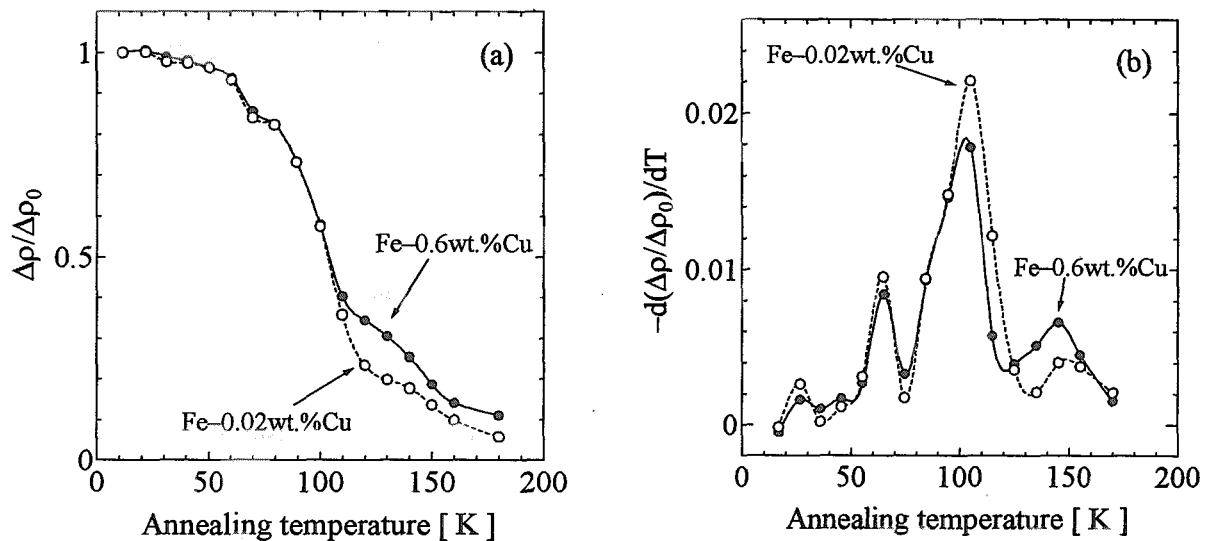 (a)
1
0.5
0
Δρ/Δρ₀
Fe–0.6wt.%Cu
Fe–0.02wt.%Cu
0 50 100 150 200
Annealing temperature [ K ]
(b)
0.02
0.01
0
–d(Δρ/Δρ₀)/dT
Fe–0.02wt.%Cu
Fe–0.6wt.%Cu
0 50 100 150 200
Annealing temperature [ K ]